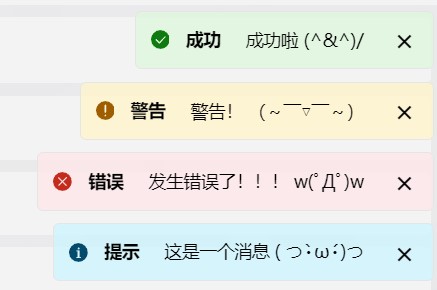 成功 成功啦 (^&^)/
警告 警告！ （～￣▽￣～）
错误 发生错误了！！！ w(ﾟДﾟ)w
提示 这是一个消息 ( つ•̀ω•́)つ